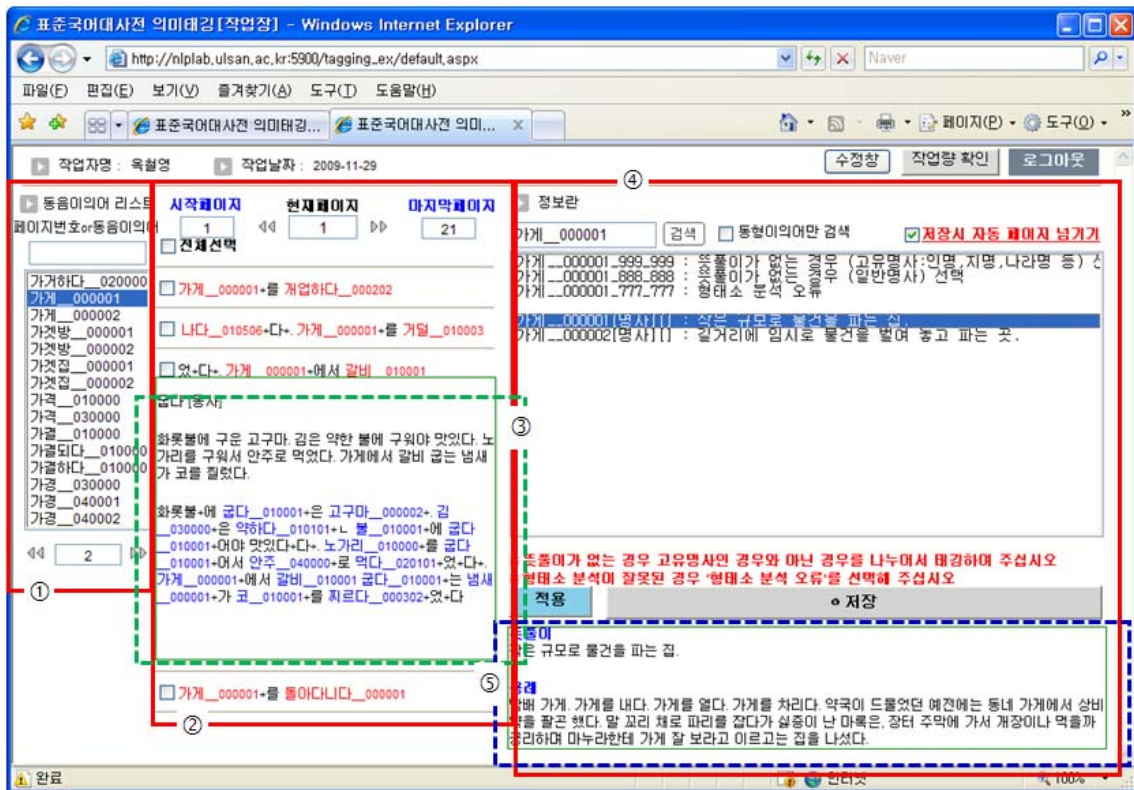 표준국어대사전 의미태깅[작업장] - Windows Internet Explorer
http://nlplab.ulsan.ac.kr:5900/tagging_ex/default.aspx
Naver
파일(F) 편집(E) 보기(V) 즐겨찾기(A) 도구(T) 도움말(H)
표준국어대사전 의미태깅...
표준국어대사전 의미... X
페이지(P)
도구(O)
»
작업자명 : 옥철영 작업날짜 : 2009-11-29
수정창 작업량 확인 로그아웃
①
동음이의어 리스트
페이지번호or동음이의어
가거하다__020000
가게__000001
가게__000002
가겟방__000001
가겟방__000002
가겟집__000001
가겟집__000002
가격__010000
가격__030000
가결__010000
가결되다__010000
가결하다__010000
가경__030000
가경__040001
가경__040002
2
②
시작페이지 현재페이지 마지막페이지
1 1 21
전체선택
가게__000001+를 개업하다__000202
나다__010506+다+. 가게__000001+를 거덜__010003
었+다+. 가게__000001+에서 갈비__010001
③
굽다 [동사]
화롯불에 구운 고구마. 김은 약한 불에 구워야 맛있다. 노
가리를 구워서 안주로 먹었다. 가게에서 갈비 굽는 냄새
가 코를 찔렀다.
화롯불+에 굽다__010001+은 고구마__000002+. 김
__030000+은 약하다__010101+ㄴ 불__010001+에 굽다
__010001+어야 맛있다+다+. 노가리__010000+를 굽다
__010001+어서 안주__040000+로 먹다__020101+었+다+.
가게__000001+에서 갈비__010001 굽다__010001+는 냄새
__000001+가 코__010001+를 찌르다__000302+었+다
가게__000001+를 돌아다니다__000001
④
정보란
가게__000001 검색 동형이의어만 검색 저장시 자동 페이지 넘기기
가게__000001_999_999 : 뜻풀이가 없는 경우 (고유명사:인명,지명,나라명 등) 선
가게__000001_888_888 : 뜻풀이가 없는 경우 (일반명사) 선택
가게__000001_777_777 : 형태소 분석 오류
가게__000001[명사][] : 작은 규모로 물건을 파는 집.
가게__000002[명사][] : 길거리에 임시로 물건을 벌여 놓고 파는 곳.
뜻풀이가 없는 경우 고유명사인 경우와 아닌 경우를 나누어서 태깅하여 주십시오
형태소 분석이 잘못된 경우 '형태소 분석 오류'를 선택해 주십시오
적용 저장
⑤
뜻풀이
작은 규모로 물건을 파는 집.
용례
담배 가게. 가게를 내다. 가게를 열다. 가게를 차리다. 약국이 드물었던 예전에는 동네 가게에서 상비
약을 팔곤 했다. 말 꼬리 채로 파리를 잡다가 싫증이 난 마록은, 장터 주막에 가서 개장이나 먹을까
궁리하며 마누라한테 가게 잘 보라고 이르고는 집을 나섰다.
완료 인터넷 100%